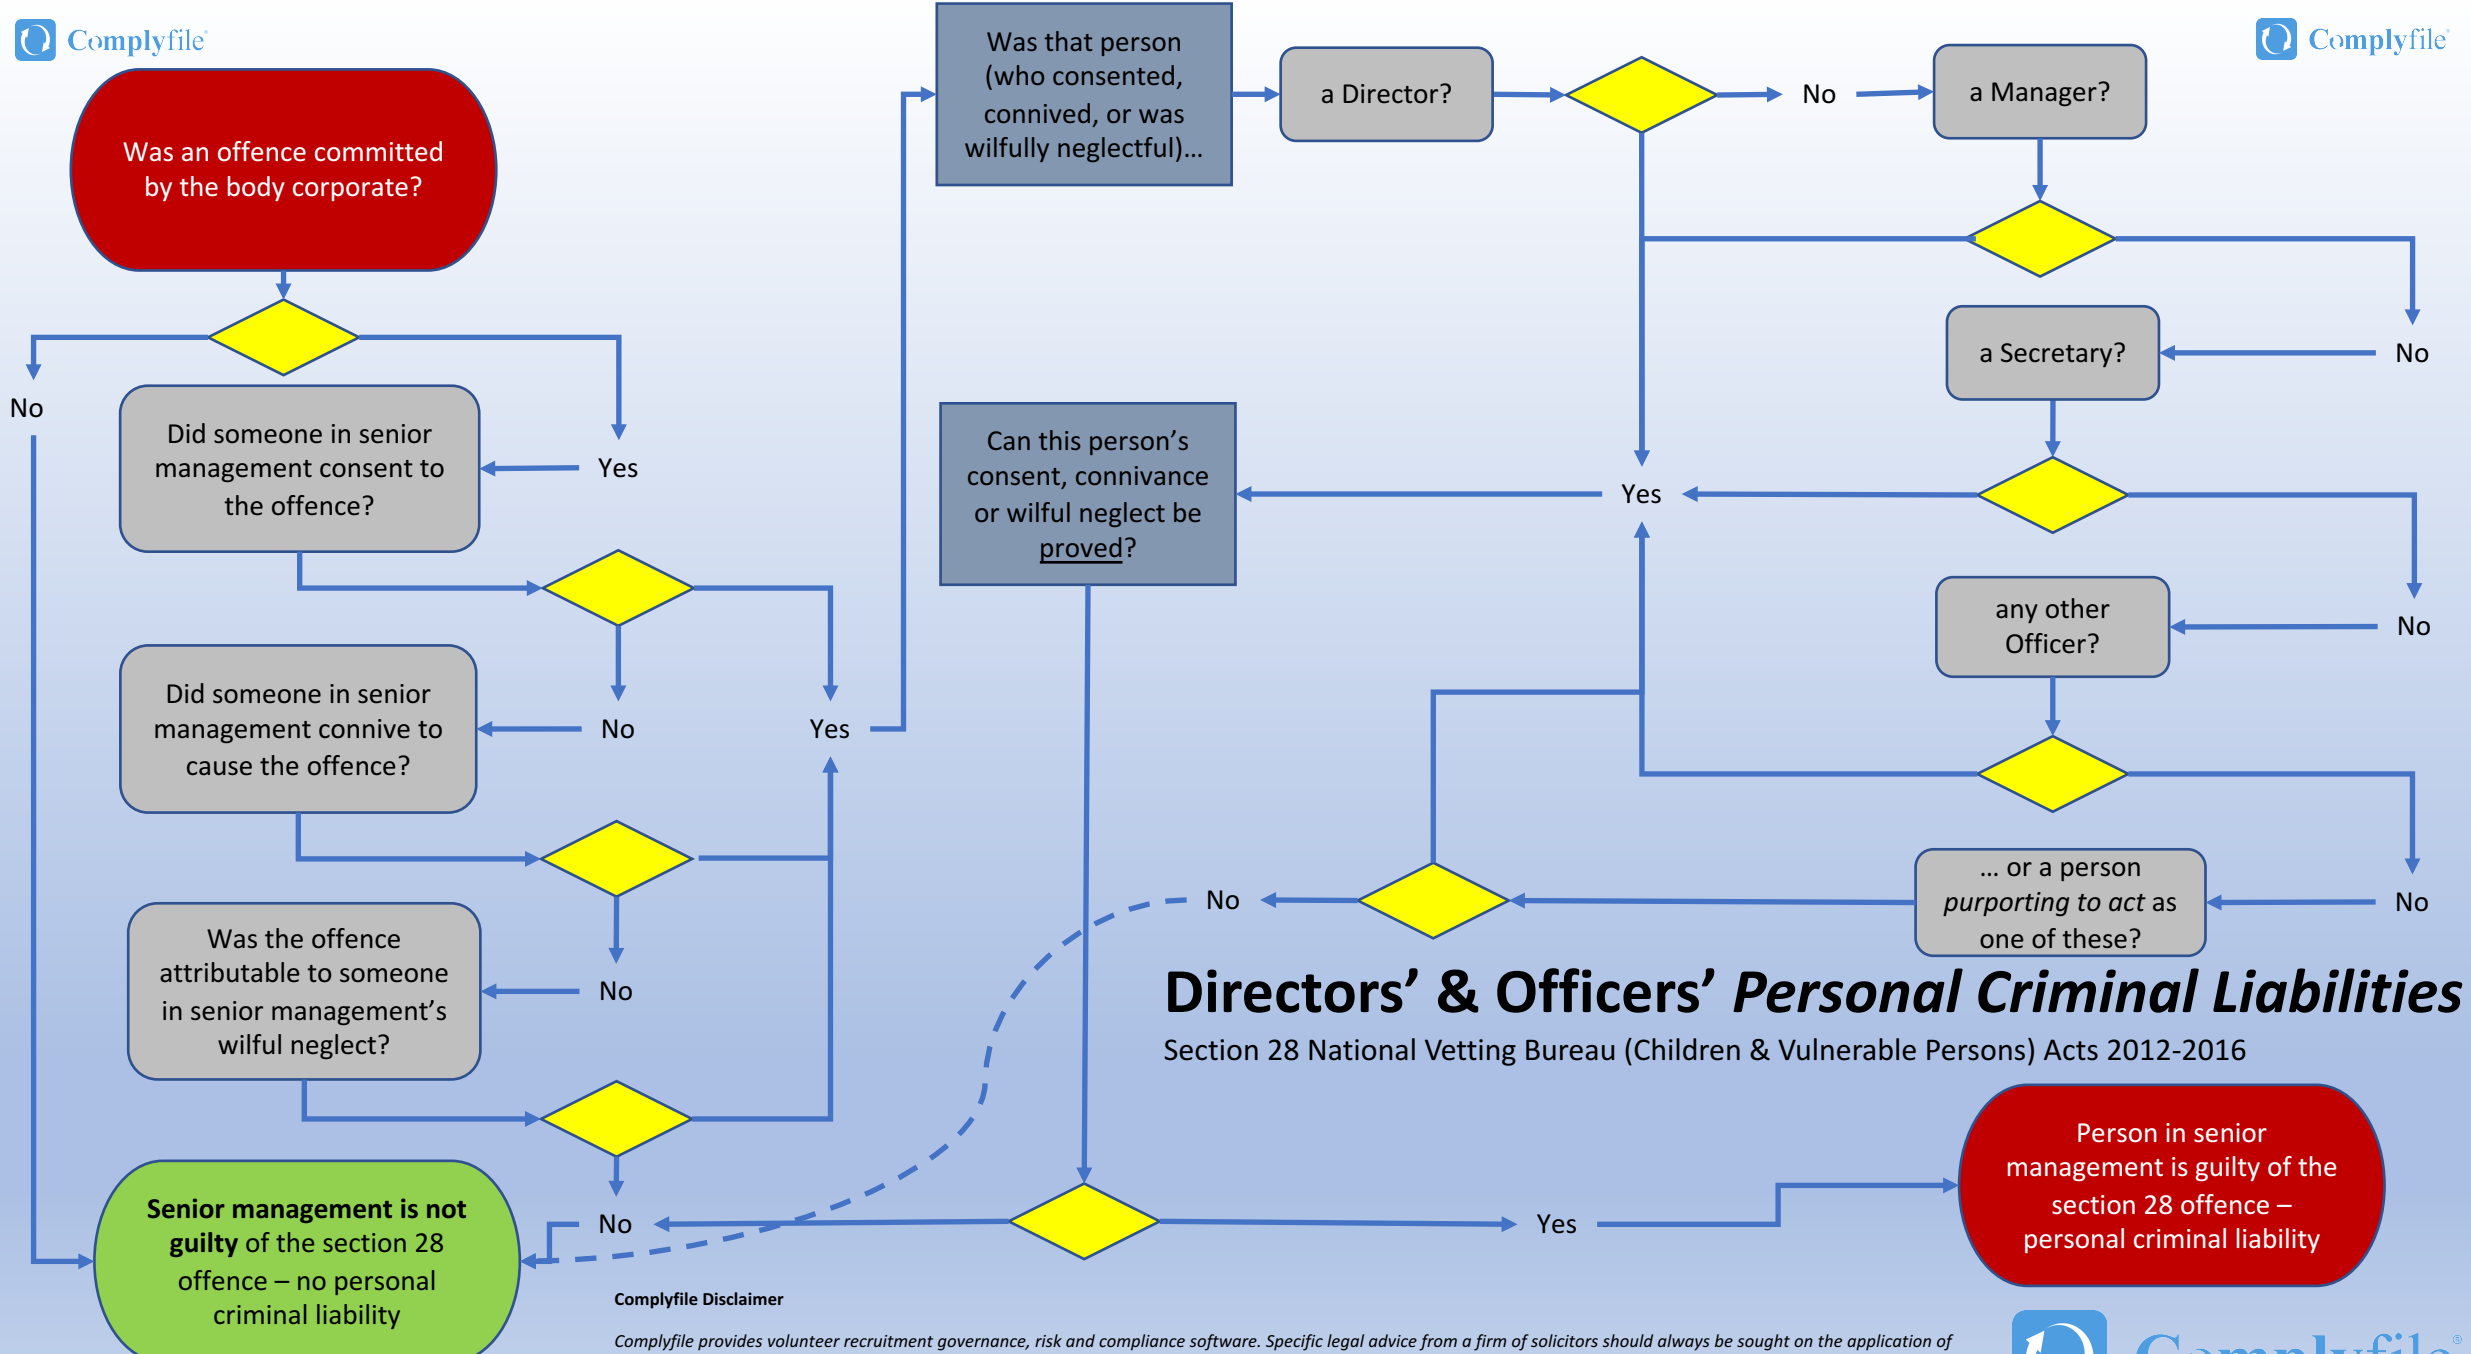 Complyfile®
Complyfile®
Was an offence committed
by the body corporate?
No
Yes
Did someone in senior
management consent to
the offence?
No
Yes
Did someone in senior
management connive to
cause the offence?
No
Was the offence
attributable to someone
in senior management's
wilful neglect?
No
Senior management is not
guilty of the section 28
offence – no personal
criminal liability
Was that person
(who consented,
connived, or was
wilfully neglectful)...
a Director?
No
a Manager?
No
a Secretary?
Yes
No
any other
Officer?
No
... or a person
purporting to act as
one of these?
No
Can this person's
consent, connivance
or wilful neglect be
proved?
Directors' & Officers' Personal Criminal Liabilities
Section 28 National Vetting Bureau (Children & Vulnerable Persons) Acts 2012-2016
Yes
Person in senior
management is guilty of the
section 28 offence –
personal criminal liability
Complyfile Disclaimer
Complyfile provides volunteer recruitment governance, risk and compliance software. Specific legal advice from a firm of solicitors should always be sought on the application of
Complyfile®